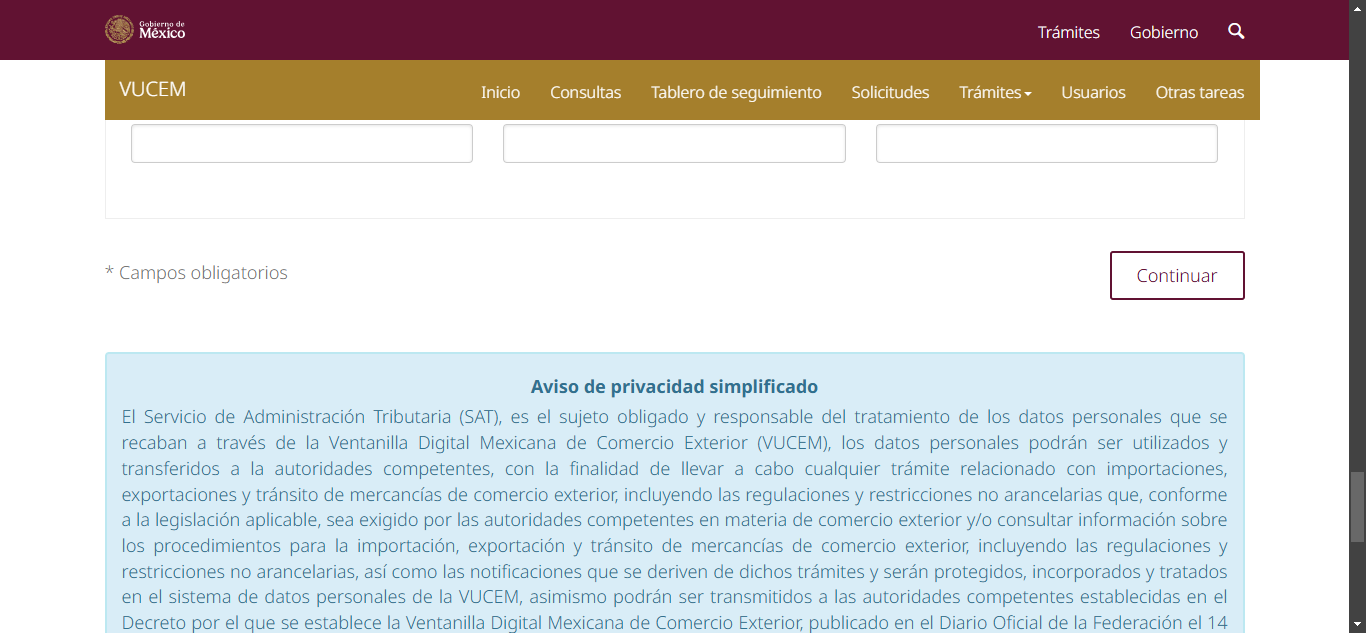 Gobierno de
México
Trámites
Gobierno
VUCEM
Inicio
Consultas
Tablero de seguimiento
Solicitudes
Trámites
Usuarios
Otras tareas
* Campos obligatorios
Continuar
Aviso de privacidad simplificado
El Servicio de Administración Tributaria (SAT), es el sujeto obligado y responsable del tratamiento de los datos personales que se
recaban a través de la Ventanilla Digital Mexicana de Comercio Exterior (VUCEM), los datos personales podrán ser utilizados y
transferidos a la autoridades competentes, con la finalidad de llevar a cabo cualquier trámite relacionado con importaciones,
exportaciones y tránsito de mercancías de comercio exterior, incluyendo las regulaciones y restricciones no arancelarias que, conforme
a la legislación aplicable, sea exigido por las autoridades competentes en materia de comercio exterior y/o consultar información sobre
los procedimientos para la importación, exportación y tránsito de mercancías de comercio exterior, incluyendo las regulaciones y
restricciones no arancelarias, así como las notificaciones que se deriven de dichos trámites y serán protegidos, incorporados y tratados
en el sistema de datos personales de la VUCEM, asimismo podrán ser transmitidos a las autoridades competentes establecidas en el
Decreto por el que se establece la Ventanilla Digital Mexicana de Comercio Exterior, publicado en el Diario Oficial de la Federación el 14